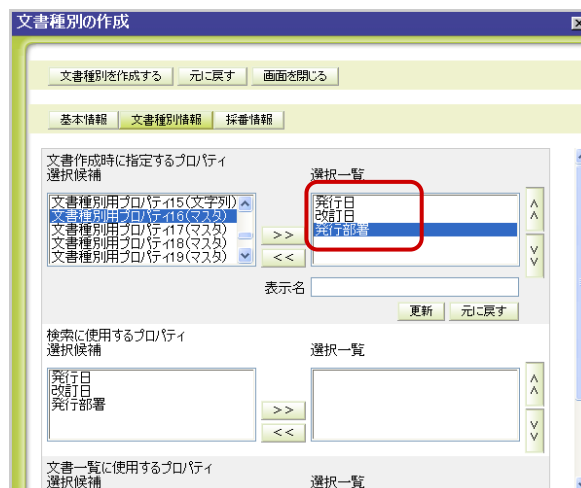 文書種別の作成
文書種別を作成する 元に戻す 画面を閉じる
基本情報 文書種別情報 採番情報
文書作成時に指定するプロパティ
選択候補 選択一覧
文書種別用プロパティ15(文字列) 発行日
文書種別用プロパティ16(マスタ) 改訂日
文書種別用プロパティ17(マスタ) 発行部署
文書種別用プロパティ18(マスタ)
文書種別用プロパティ19(マスタ)
>>
<<
表示名
更新 元に戻す
検索に使用するプロパティ
選択候補 選択一覧
発行日
改訂日
発行部署
>>
<<
文書一覧に使用するプロパティ
選択候補 選択一覧